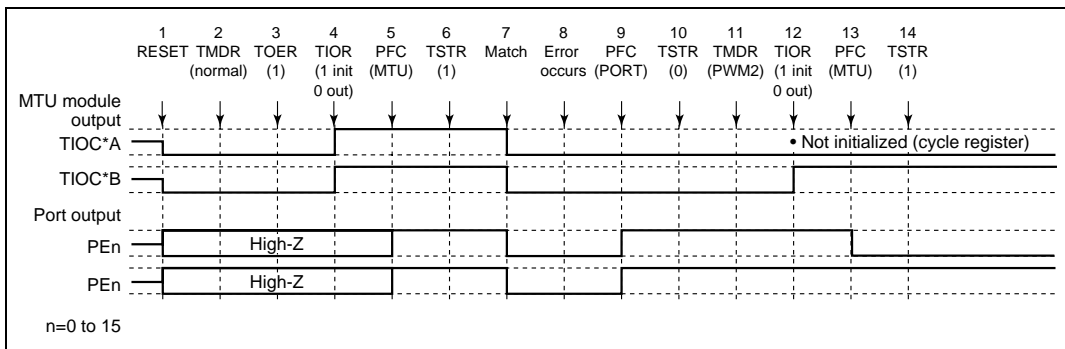 1 2 3 4 5 6 7 8 9 10 11 12 13 14
RESET TMDR TOER TIOR PFC TSTR Match Error PFC TSTR TMDR TIOR PFC TSTR
(normal) (1) (1 init (MTU) (1) occurs (PORT) (0) (PWM2) (1 init (MTU) (1)
0 out) 0 out)
MTU module
output
TIOC*A
• Not initialized (cycle register)
TIOC*B
Port output
PEn
High-Z
PEn
High-Z
n=0 to 15